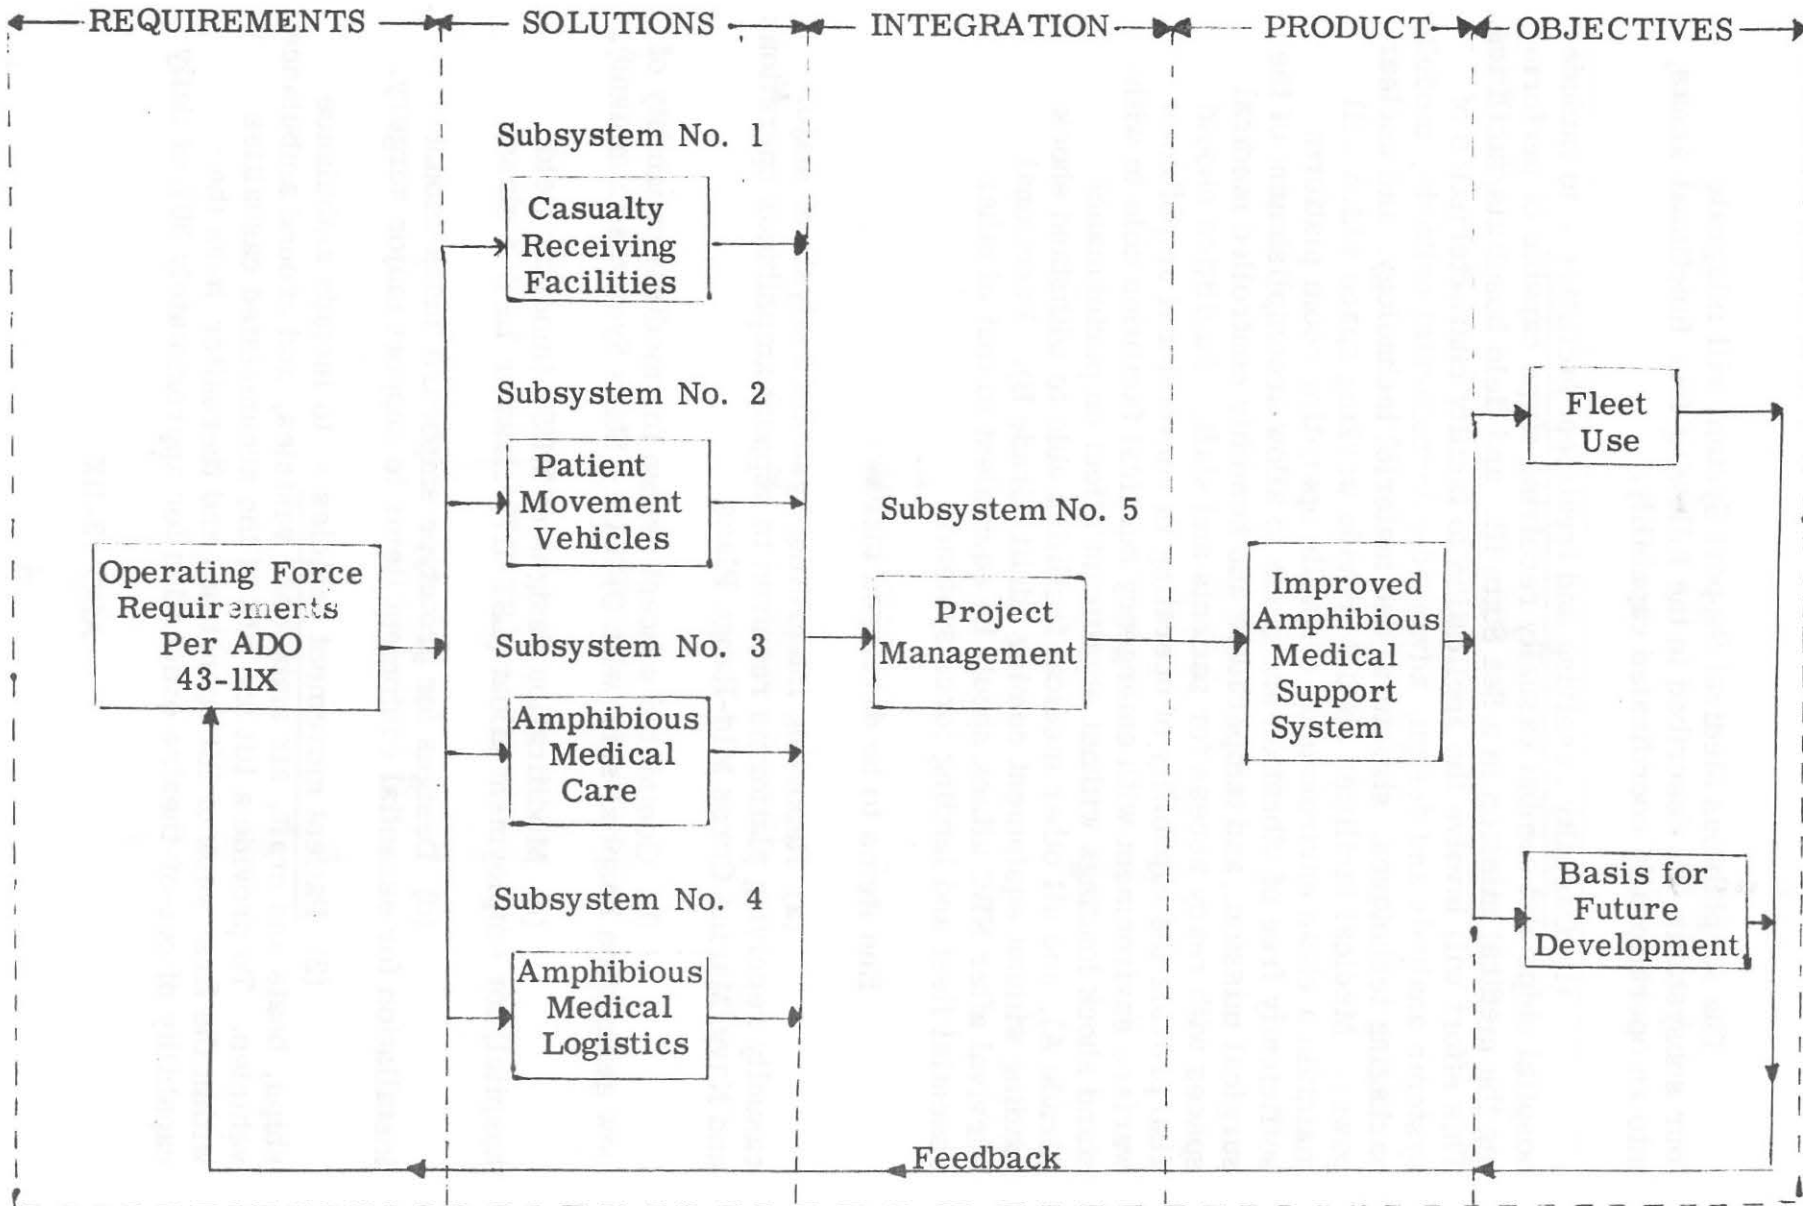 REQUIREMENTS
SOLUTIONS
INTEGRATION
PRODUCT
OBJECTIVES
Operating Force
Requirements
Per ADO
43-11X
Subsystem No. 1
Casualty
Receiving
Facilities
Subsystem No. 2
Patient
Movement
Vehicles
Subsystem No. 3
Amphibious
Medical
Care
Subsystem No. 4
Amphibious
Medical
Logistics
Subsystem No. 5
Project
Management
Improved
Amphibious
Medical
Support
System
Fleet
Use
Basis for
Future
Development
Feedback